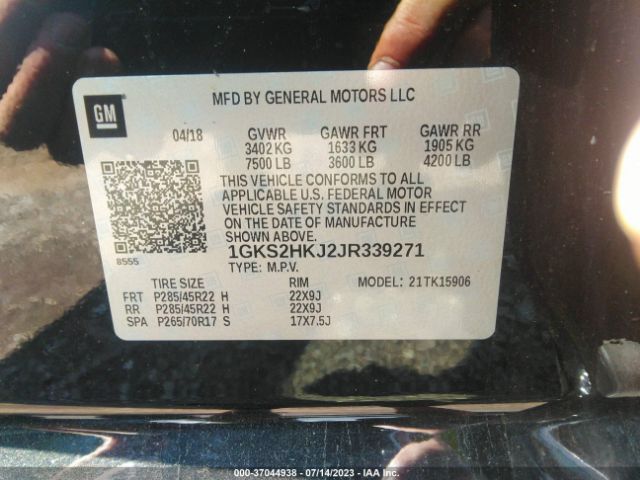 GM
MFD BY GENERAL MOTORS LLC
04/18 GVWR GAWR FRT GAWR RR
3402 KG 1633 KG 1905 KG
7500 LB 3600 LB 4200 LB
THIS VEHICLE CONFORMS TO ALL
APPLICABLE U.S. FEDERAL MOTOR
VEHICLE SAFETY STANDARDS IN EFFECT
ON THE DATE OF MANUFACTURE
SHOWN ABOVE.
8555
1GKS2HKJ2JR339271
TYPE: M.P.V.
TIRE SIZE RIM MODEL: 21TK15906
FRT P285/45R22 H 22X9J
RR P285/45R22 H 22X9J
SPA P265/70R17 S 17X7.5J
000-37044938 - 07/14/2023 - IAA Inc.